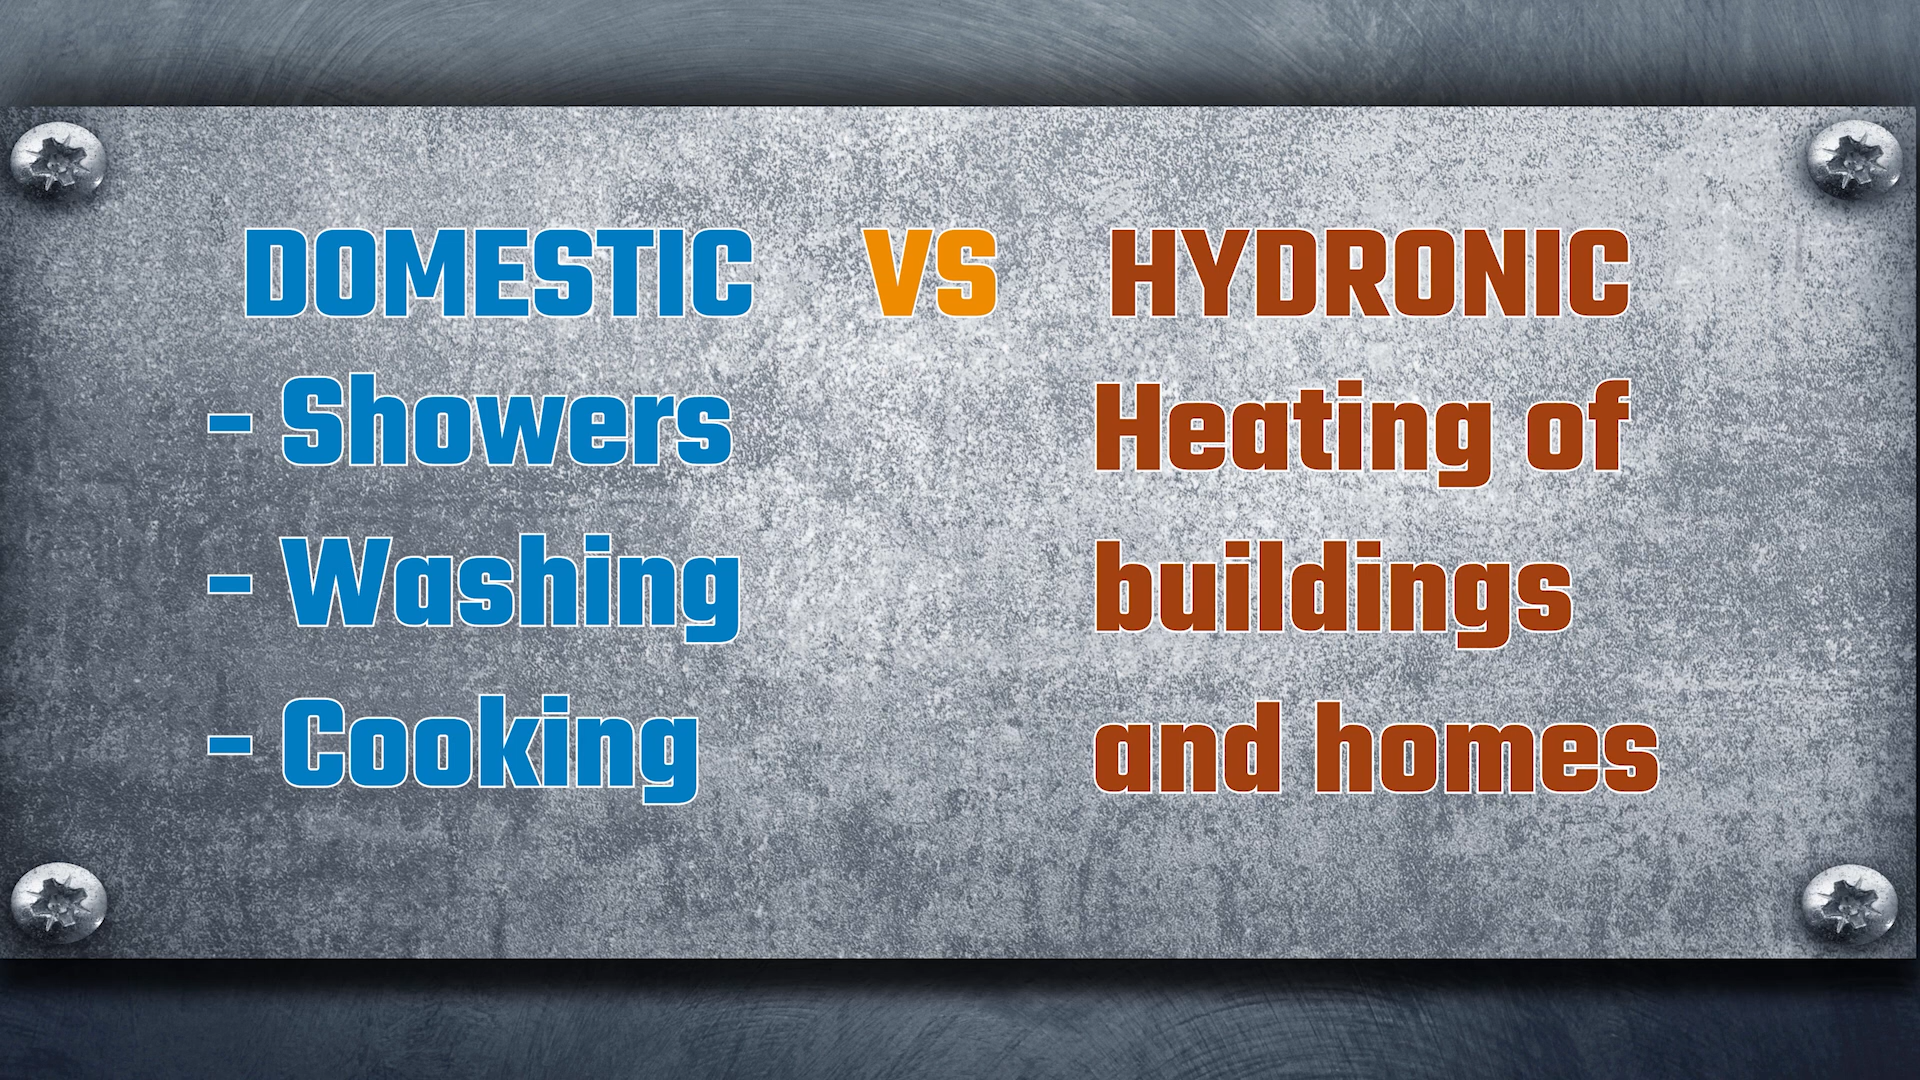 DOMESTIC VS HYDRONIC
- Showers
- Washing
- Cooking
Heating of
buildings
and homes